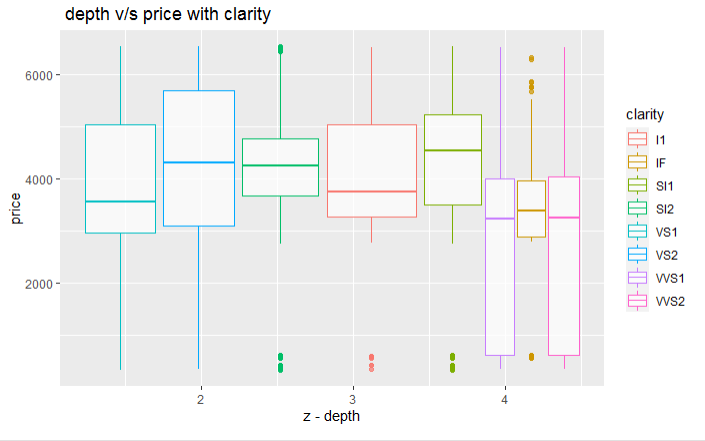 depth v/s price with clarity
price
6000
4000
2000
2
3
4
z - depth
clarity
I1
IF
SI1
SI2
VS1
VS2
VVS1
VVS2